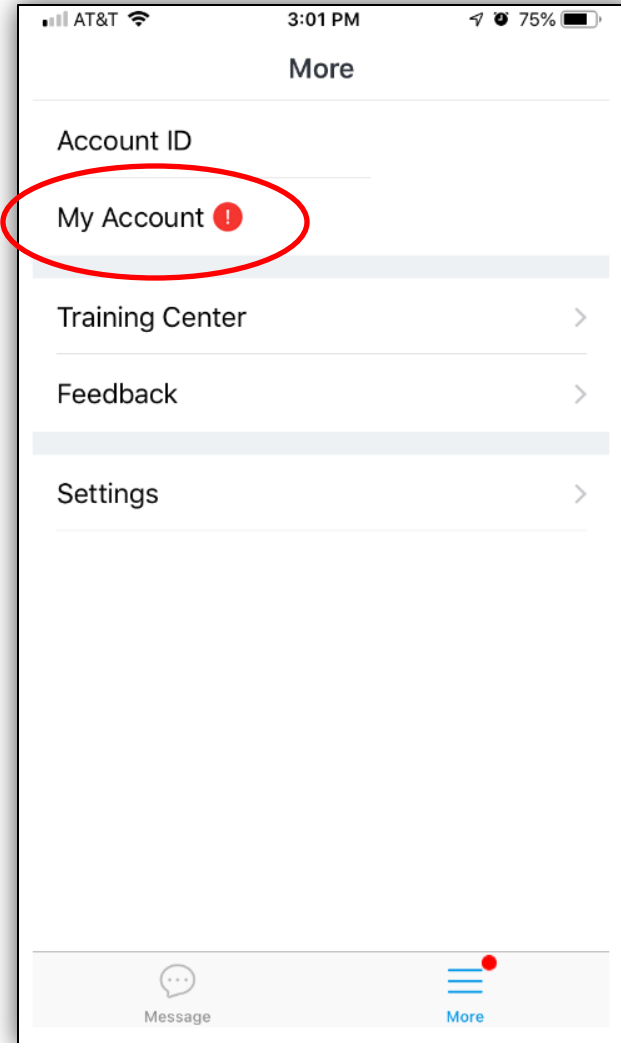 AT&T 3:01 PM 75%
More
Account ID
My Account !
Training Center
Feedback
Settings
Message More